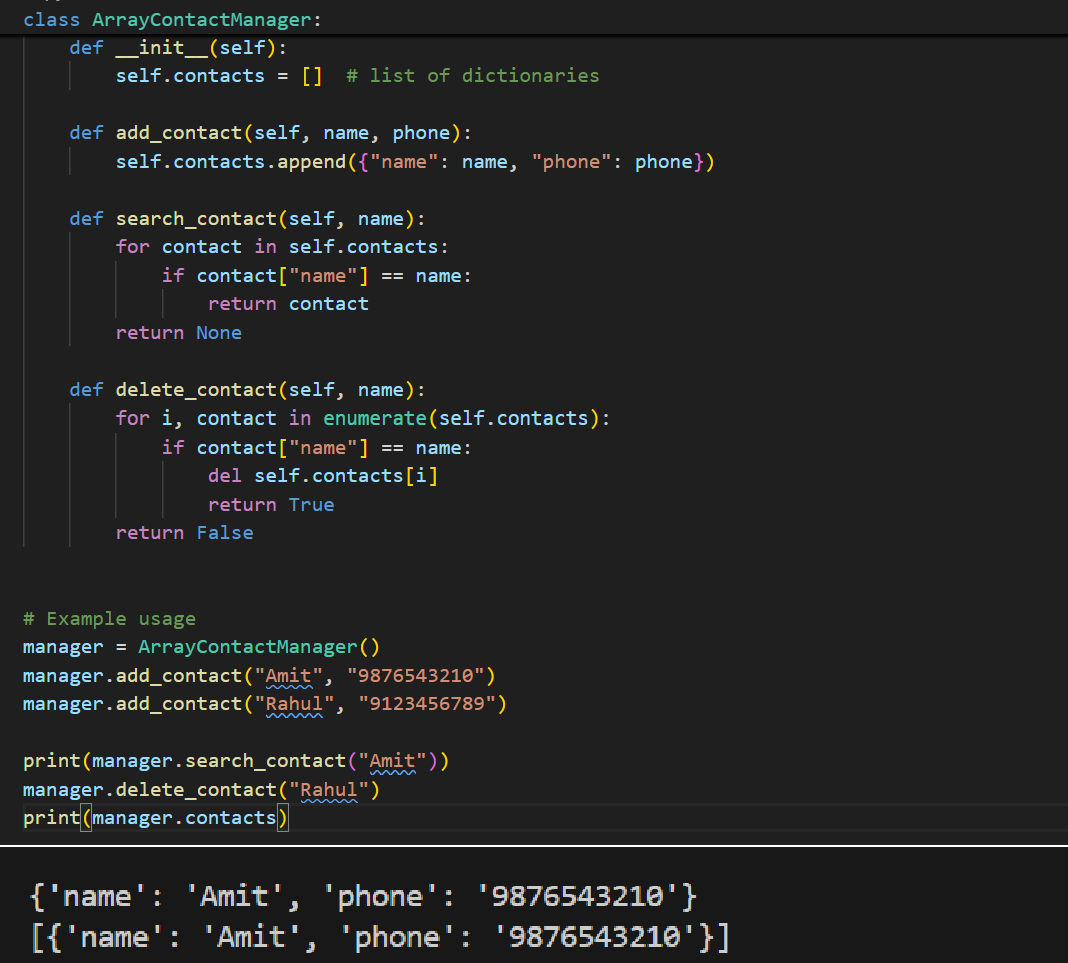 class ArrayContactManager:
    def __init__(self):
        self.contacts = []  # list of dictionaries

    def add_contact(self, name, phone):
        self.contacts.append({"name": name, "phone": phone})

    def search_contact(self, name):
        for contact in self.contacts:
            if contact["name"] == name:
                return contact
        return None

    def delete_contact(self, name):
        for i, contact in enumerate(self.contacts):
            if contact["name"] == name:
                del self.contacts[i]
                return True
        return False


# Example usage
manager = ArrayContactManager()
manager.add_contact("Amit", "9876543210")
manager.add_contact("Rahul", "9123456789")

print(manager.search_contact("Amit"))
manager.delete_contact("Rahul")
print(manager.contacts)
{'name': 'Amit', 'phone': '9876543210'}
[{'name': 'Amit', 'phone': '9876543210'}]